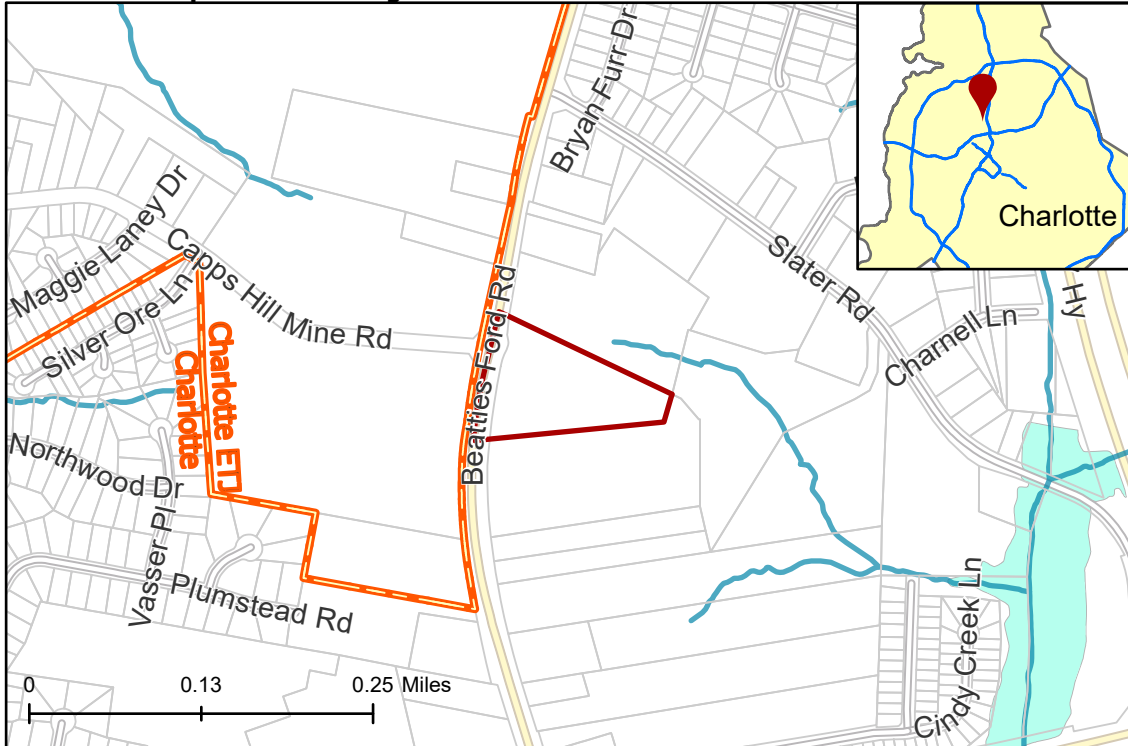 Bryan Furr Dr
Charlotte
Maggie Laney Dr
Capps Hill Mine Rd
Silver Ore Ln
Slater Rd
Hy
Charnell Ln
Beatties Ford Rd
Charlotte ETJ
Charlotte
Northwood Dr
Vasser Pl
Plumstead Rd
Cindy Creek Ln
0 0.13 0.25 Miles